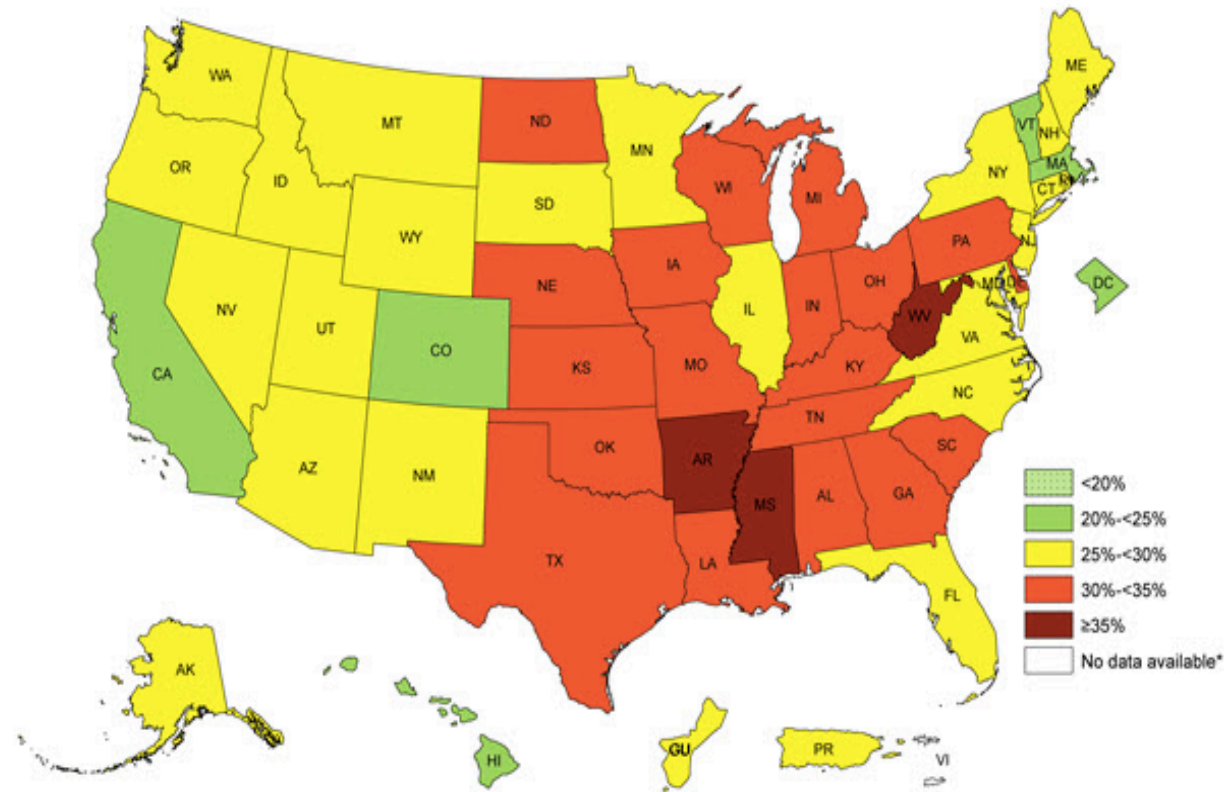 WA
MT
ND
MN
ME
VT
NH
OR
ID
SD
WI
MI
NY
MA
CT
RI
WY
IA
PA
NJ
NE
IL
IN
OH
MD
DE
DC
NV
UT
CO
WV
VA
CA
KS
MO
KY
NC
TN
AZ
NM
OK
AR
SC
MS
AL
GA
TX
LA
FL
AK
HI
GU
PR
VI
<20%
20%-<25%
25%-<30%
30%-<35%
≥35%
No data available*